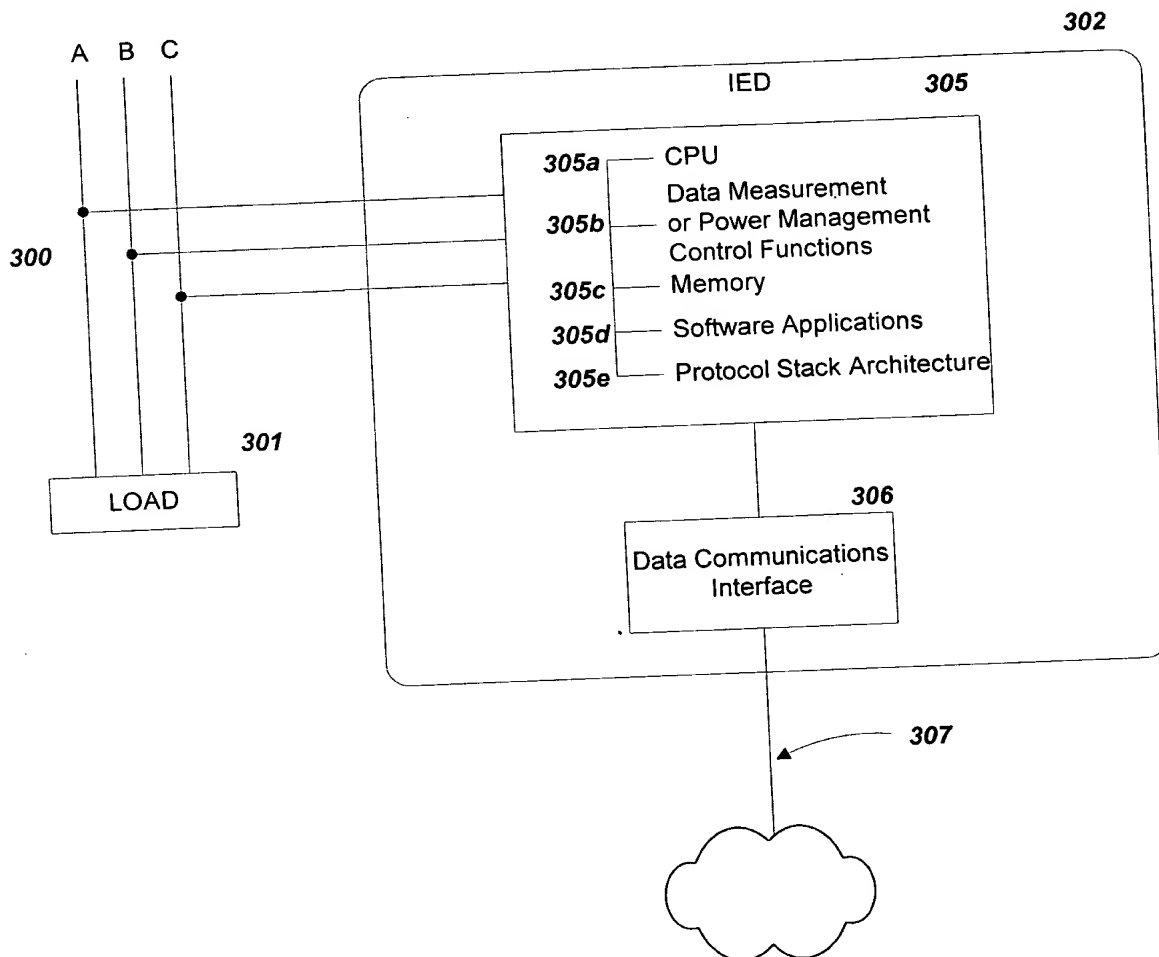 302
A B C
IED 305
305a CPU
305b Data Measurement
or Power Management
Control Functions
305c Memory
305d Software Applications
305e Protocol Stack Architecture
300
301
LOAD
306
Data Communications
Interface
307